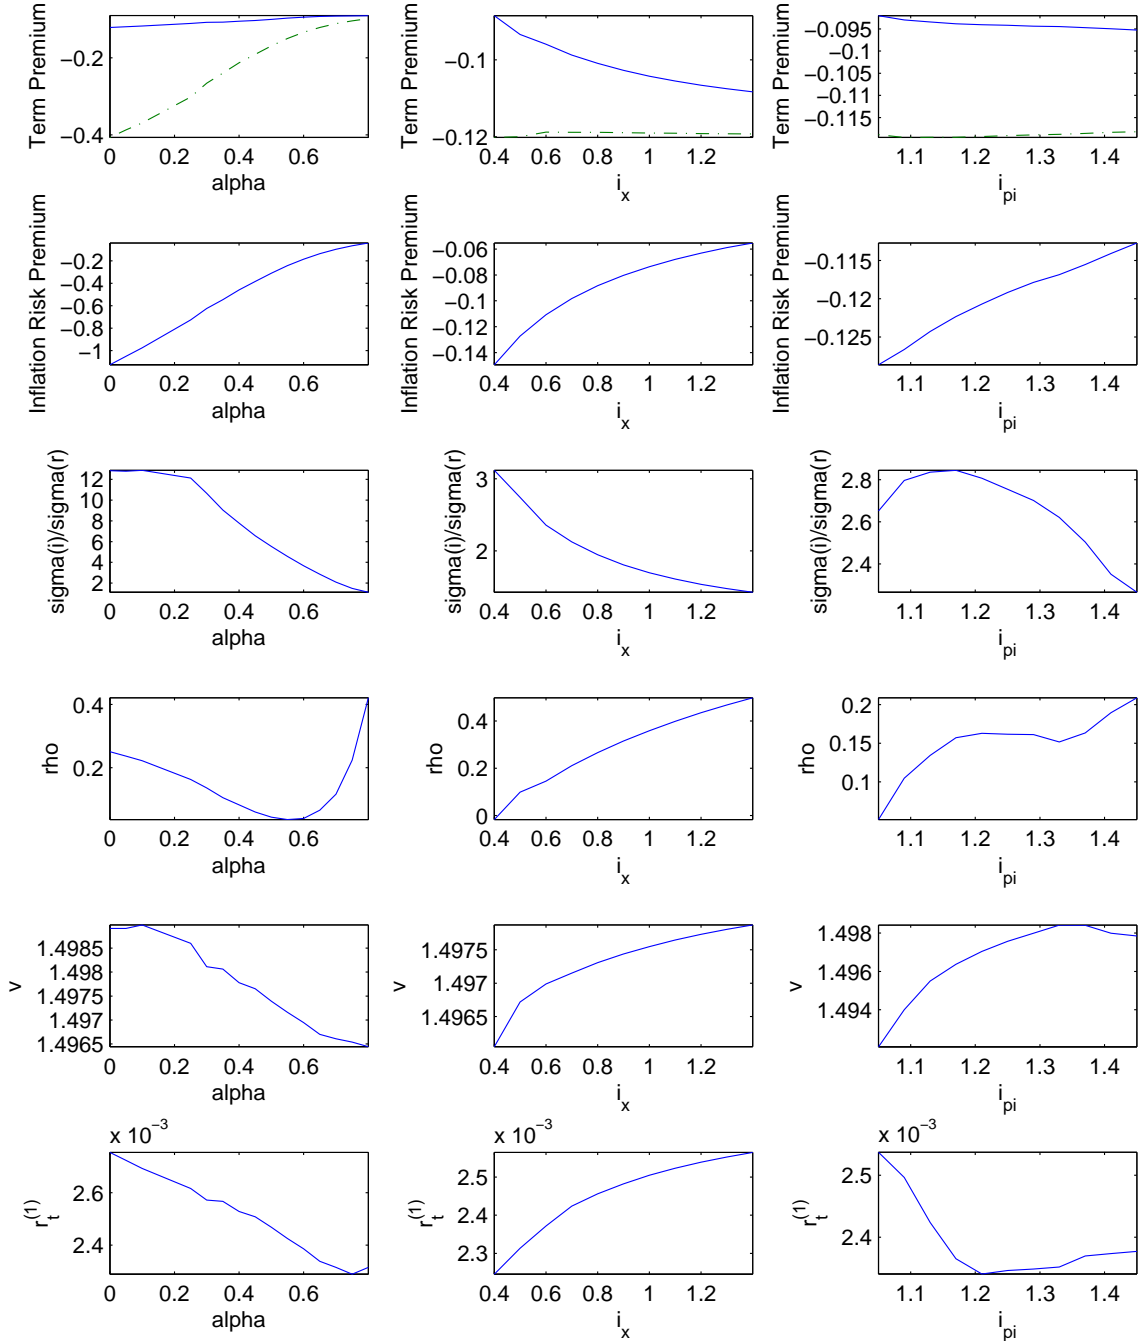 Term Premium
−0.2
−0.4
0 0.2 0.4 0.6
alpha
Term Premium
−0.1
−0.12
0.4 0.6 0.8 1 1.2
i_x
Term Premium
−0.095
−0.1
−0.105
−0.11
−0.115
1.1 1.2 1.3 1.4
i_pi
Inflation Risk Premium
−0.2
−0.4
−0.6
−0.8
−1
0 0.2 0.4 0.6
alpha
Inflation Risk Premium
−0.06
−0.08
−0.1
−0.12
−0.14
0.4 0.6 0.8 1 1.2
i_x
Inflation Risk Premium
−0.115
−0.12
−0.125
1.1 1.2 1.3 1.4
i_pi
sigma(i)/sigma(r)
12
10
8
6
4
2
0 0.2 0.4 0.6
alpha
sigma(i)/sigma(r)
3
2
0.4 0.6 0.8 1 1.2
i_x
sigma(i)/sigma(r)
2.8
2.6
2.4
1.1 1.2 1.3 1.4
i_pi
rho
0.4
0.2
0 0.2 0.4 0.6
alpha
rho
0.4
0.2
0
0.4 0.6 0.8 1 1.2
i_x
rho
0.2
0.15
0.1
1.1 1.2 1.3 1.4
i_pi
v
1.4985
1.498
1.4975
1.497
1.4965
0 0.2 0.4 0.6
alpha
v
1.4975
1.497
1.4965
0.4 0.6 0.8 1 1.2
i_x
v
1.498
1.496
1.494
1.1 1.2 1.3 1.4
i_pi
x 10^−3
r_t^(1)
2.6
2.4
0 0.2 0.4 0.6
alpha
x 10^−3
r_t^(1)
2.5
2.4
2.3
0.4 0.6 0.8 1 1.2
i_x
x 10^−3
r_t^(1)
2.5
2.4
1.1 1.2 1.3 1.4
i_pi